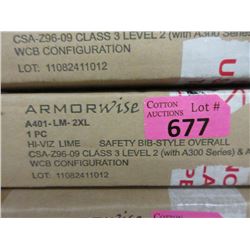 CSA-Z96-09 CLASS 3 LEVEL 2 (with A300 Series)
WCB CONFIGURATION
LOT: 11082411012
ARMORWISE
A401-LM-2XL
1 PC
HI-VIZ LIME SAFETY BIB-STYLE OVERALL
CSA-Z96-09 CLASS 3 LEVEL 2 (with A300 Series) & A
WCB CONFIGURATION
LOT: 11082411012
COTTON
AUCTIONS
Lot #
677
ARMORWISE